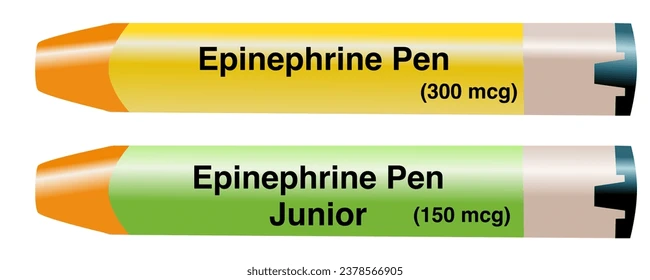 Epinephrine Pen
(300 mcg)
Epinephrine Pen
Junior (150 mcg)
shutterstock.com · 2378566905